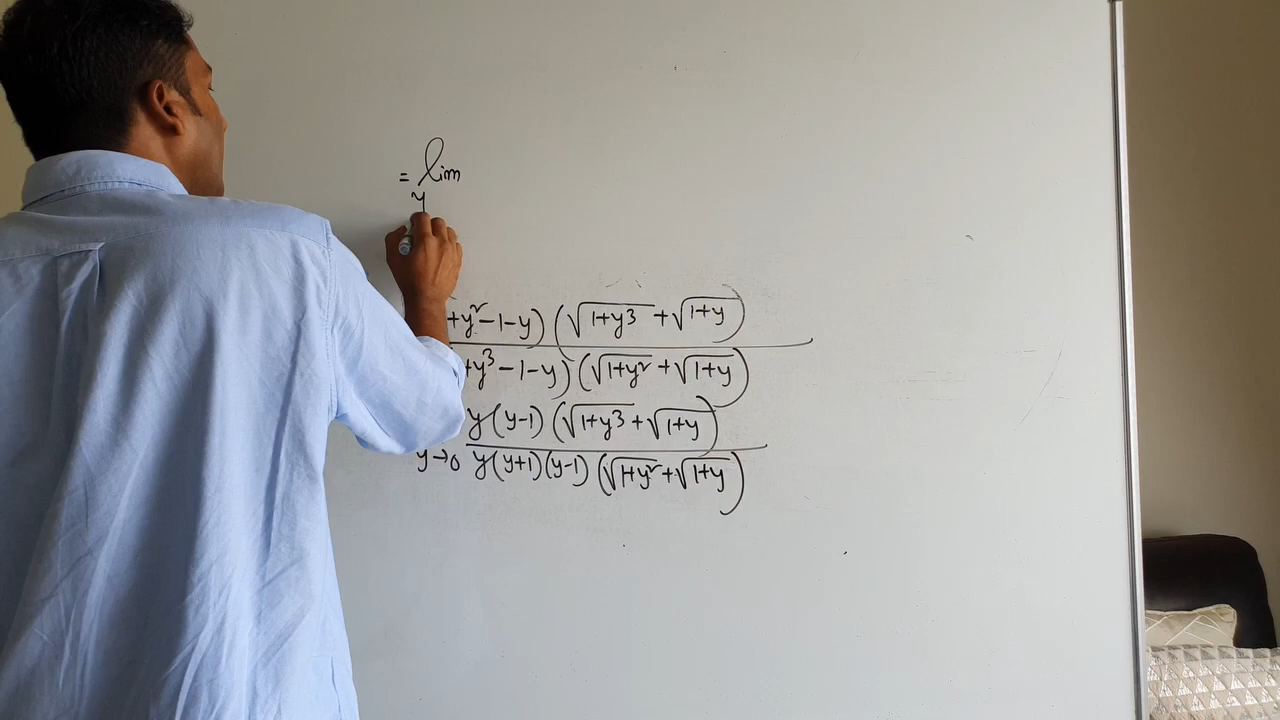 = lim
y
+y²-1-y) (√1+y3 +√1+y)
+y³-1-y) (√1+y² +√1+y)
y(y-1) (√1+y3+√1+y)
y→0 y(y+1)(y-1) (√1+y²+√1+y)